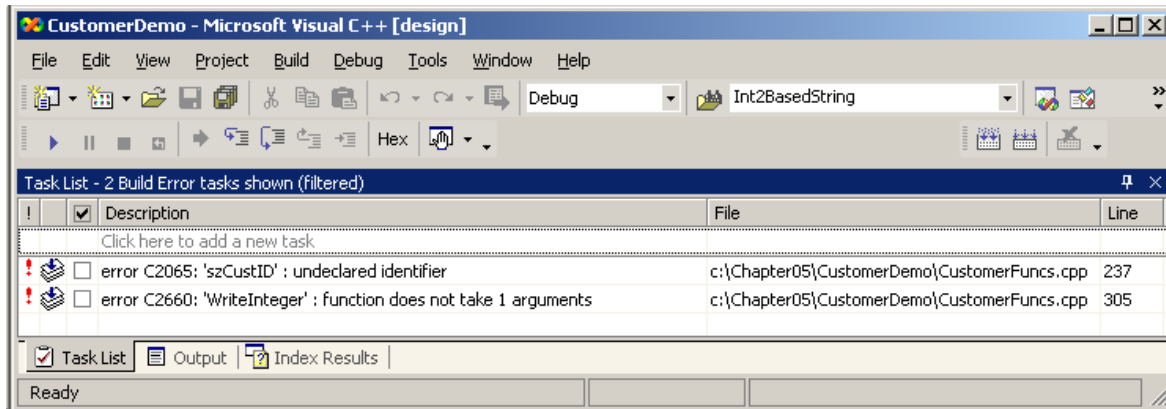 CustomerDemo - Microsoft Visual C++ [design]
File Edit View Project Build Debug Tools Window Help
Debug Int2BasedString
Hex
Task List - 2 Build Error tasks shown (filtered)
! Description File Line
Click here to add a new task
! error C2065: 'szCustID' : undeclared identifier c:\Chapter05\CustomerDemo\CustomerFuncs.cpp 237
! error C2660: 'WriteInteger' : function does not take 1 arguments c:\Chapter05\CustomerDemo\CustomerFuncs.cpp 305
Task List Output Index Results
Ready